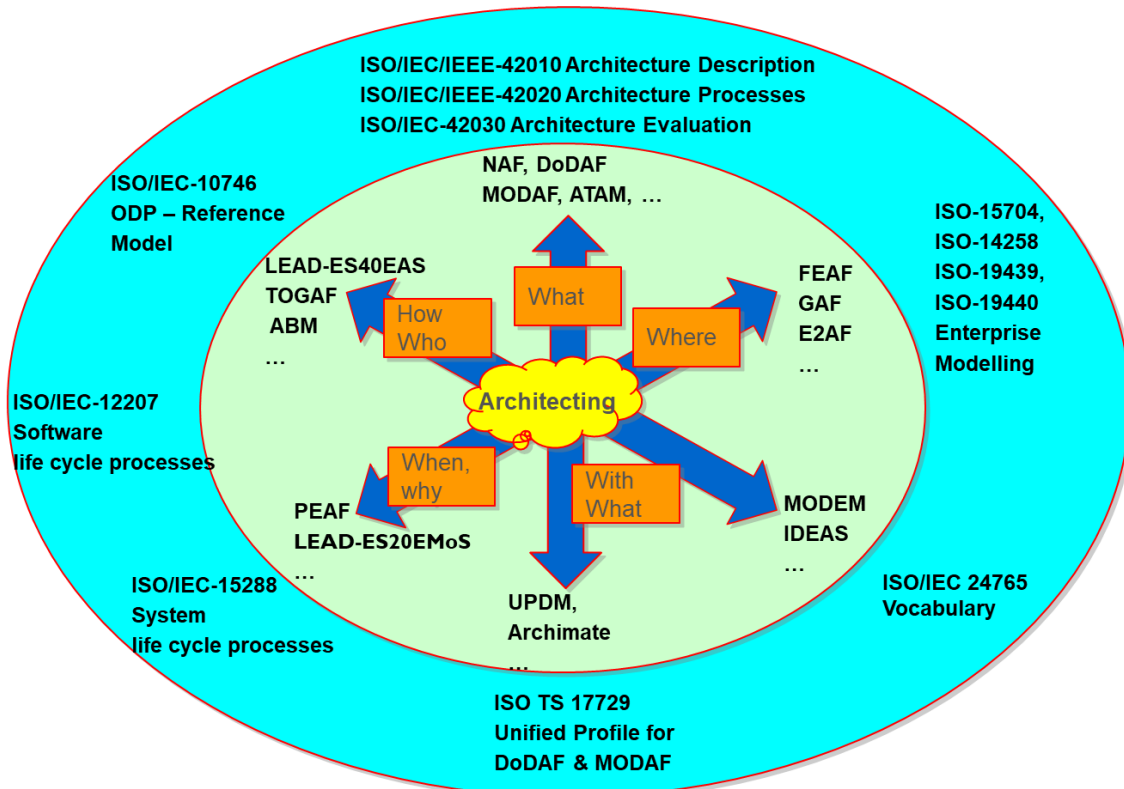 ISO/IEC/IEEE-42010 Architecture Description
ISO/IEC/IEEE-42020 Architecture Processes
ISO/IEC-42030 Architecture Evaluation
ISO/IEC-10746
ODP – Reference
Model
NAF, DoDAF
MODAF, ATAM, …
ISO-15704,
ISO-14258
ISO-19439,
ISO-19440
Enterprise
Modelling
LEAD-ES40EAS
TOGAF
ABM
…
How
Who
What
Where
FEAF
GAF
E2AF
…
Architecting
ISO/IEC-12207
Software
life cycle processes
When,
why
With
What
PEAF
LEAD-ES20EMoS
…
MODEM
IDEAS
…
ISO/IEC-15288
System
life cycle processes
UPDM,
Archimate
…
ISO/IEC 24765
Vocabulary
ISO TS 17729
Unified Profile for
DoDAF & MODAF